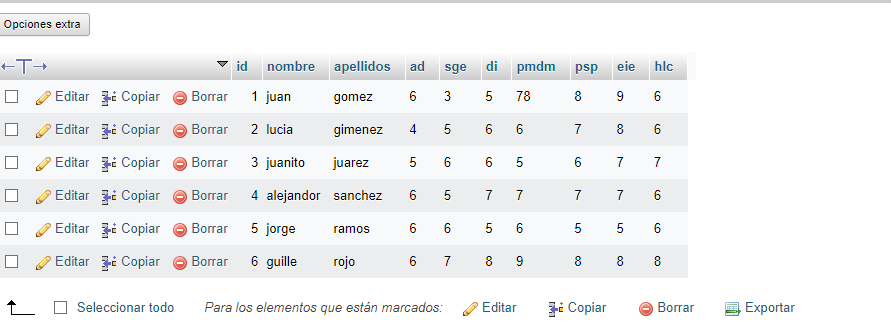 Opciones extra
id nombre apellidos ad sge di pmdm psp eie hlc
Editar Copiar Borrar 1 juan gomez 6 3 5 78 8 9 6
Editar Copiar Borrar 2 lucia gimenez 4 5 6 6 7 8 6
Editar Copiar Borrar 3 juanito juarez 5 6 6 5 6 7 7
Editar Copiar Borrar 4 alejandor sanchez 6 5 7 7 7 7 6
Editar Copiar Borrar 5 jorge ramos 6 6 5 6 5 5 6
Editar Copiar Borrar 6 guille rojo 6 7 8 9 8 8 8
Seleccionar todo Para los elementos que están marcados: Editar Copiar Borrar Exportar